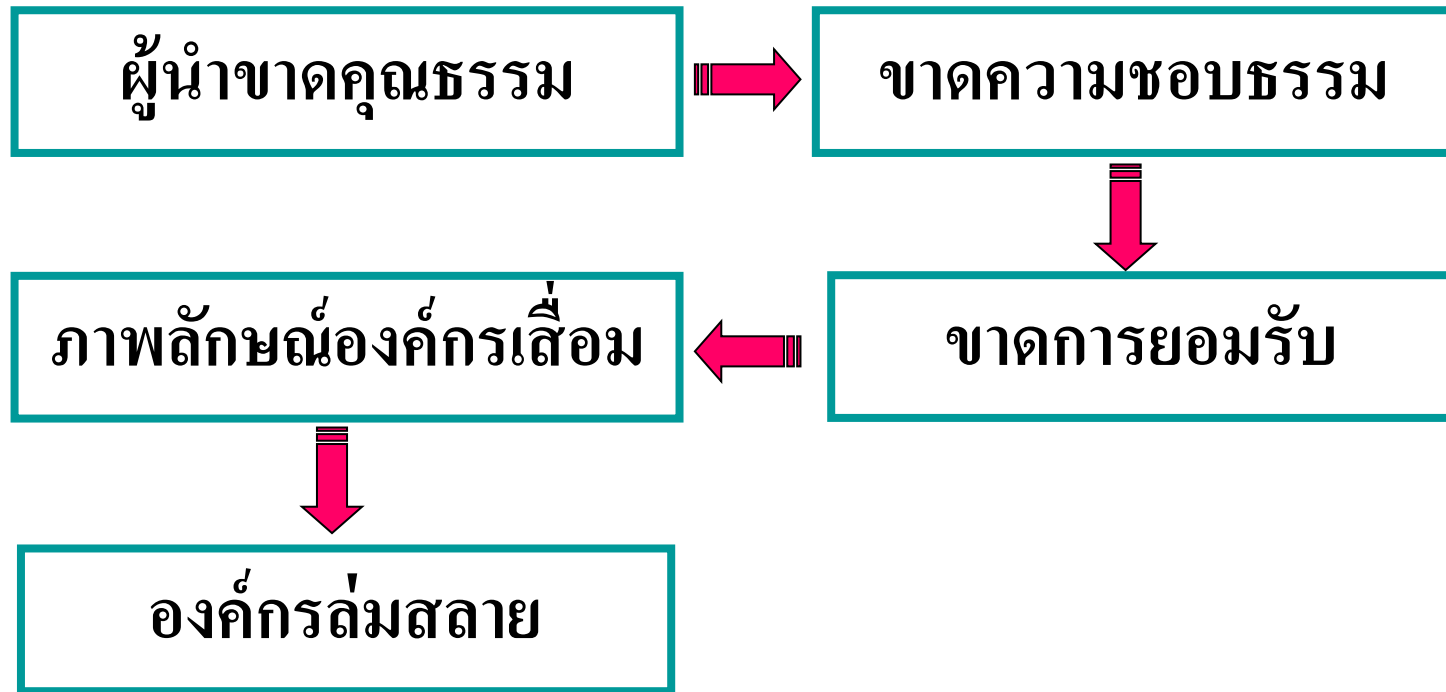 ผู้นำขาดคุณธรรม
ขาดความชอบธรรม
ขาดการยอมรับ
ภาพลักษณ์องค์กรเสื่อม
องค์กรล่มสลาย